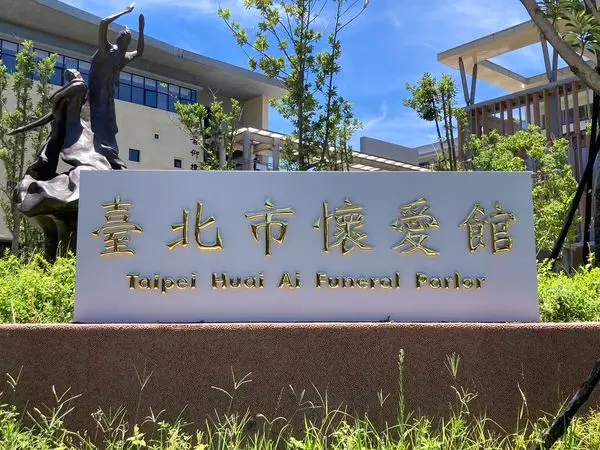 臺北市懷愛館
Taipei Huai Ai Funeral Parlor